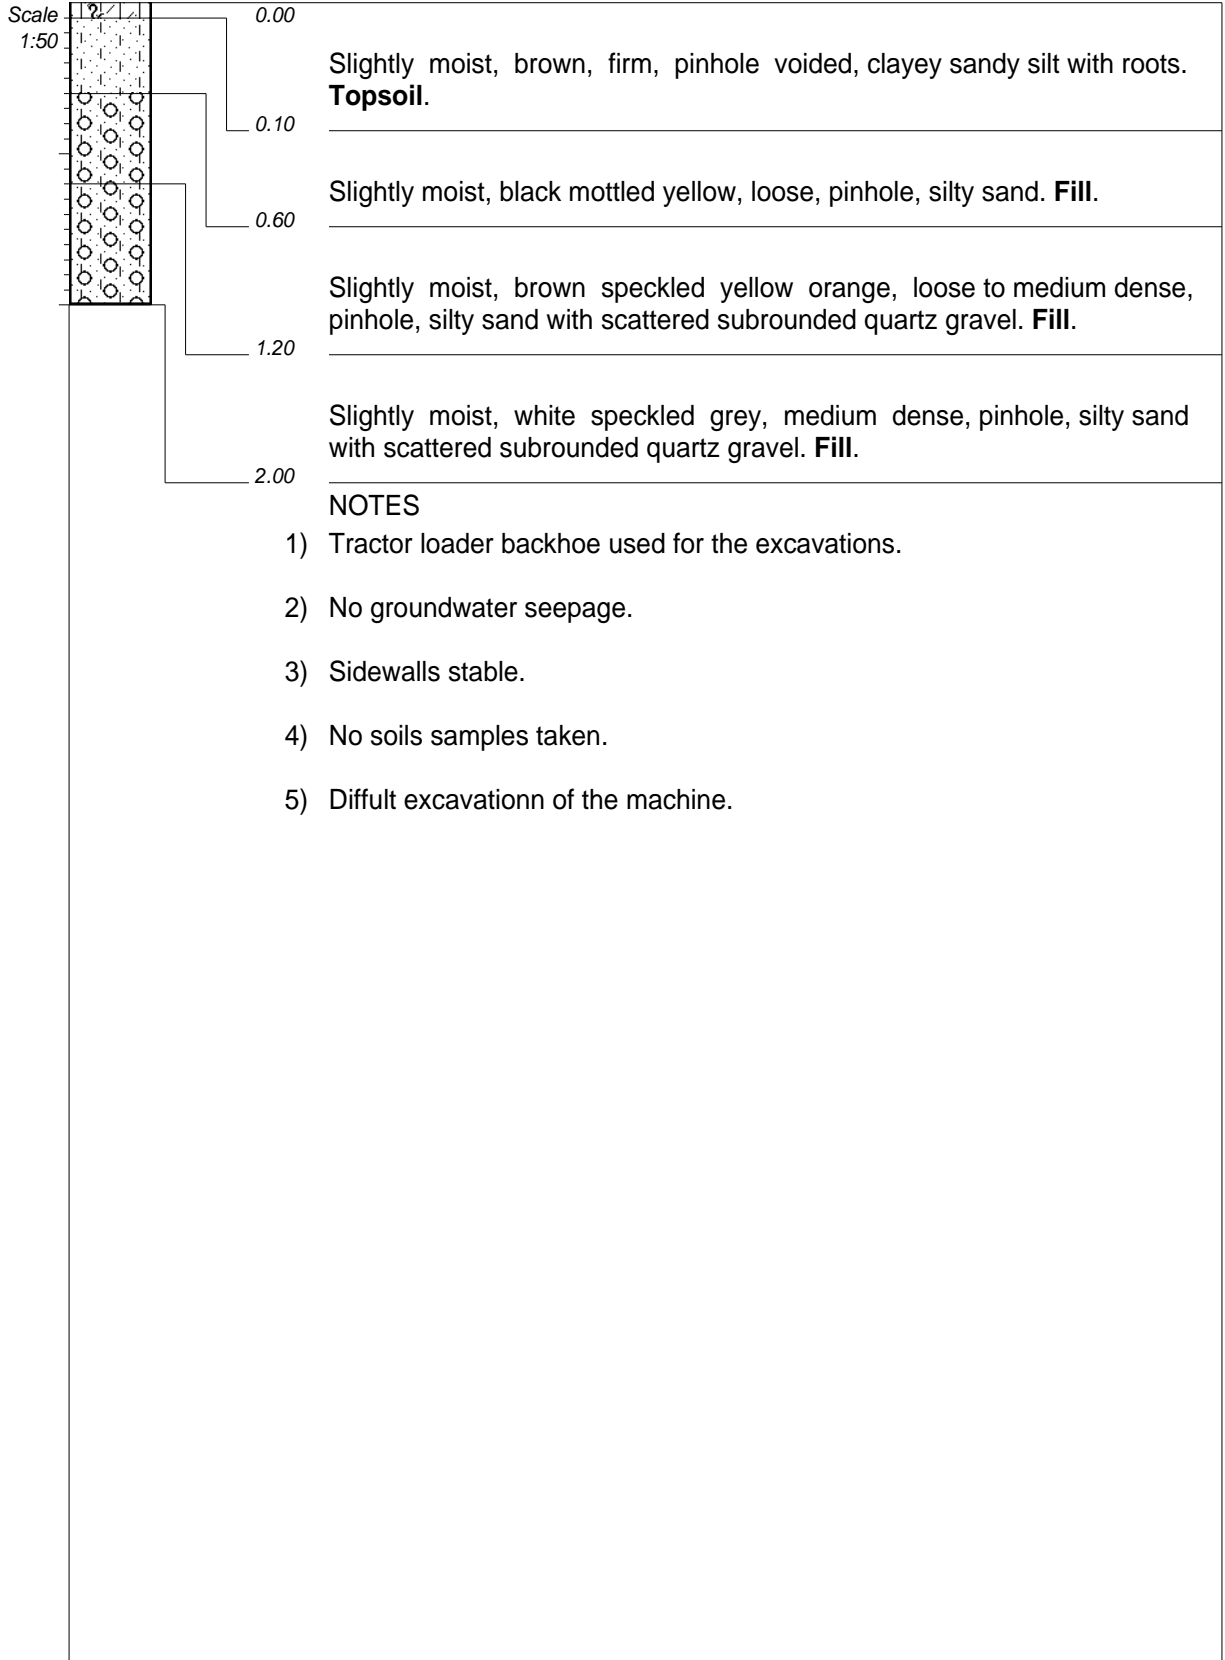 Scale
1:50
0.00
Slightly moist, brown, firm, pinhole voided, clayey sandy silt with roots.
Topsoil.
0.10
Slightly moist, black mottled yellow, loose, pinhole, silty sand. Fill.
0.60
Slightly moist, brown speckled yellow orange, loose to medium dense,
pinhole, silty sand with scattered subrounded quartz gravel. Fill.
1.20
Slightly moist, white speckled grey, medium dense, pinhole, silty sand
with scattered subrounded quartz gravel. Fill.
2.00
NOTES
1) Tractor loader backhoe used for the excavations.
2) No groundwater seepage.
3) Sidewalls stable.
4) No soils samples taken.
5) Diffult excavationn of the machine.